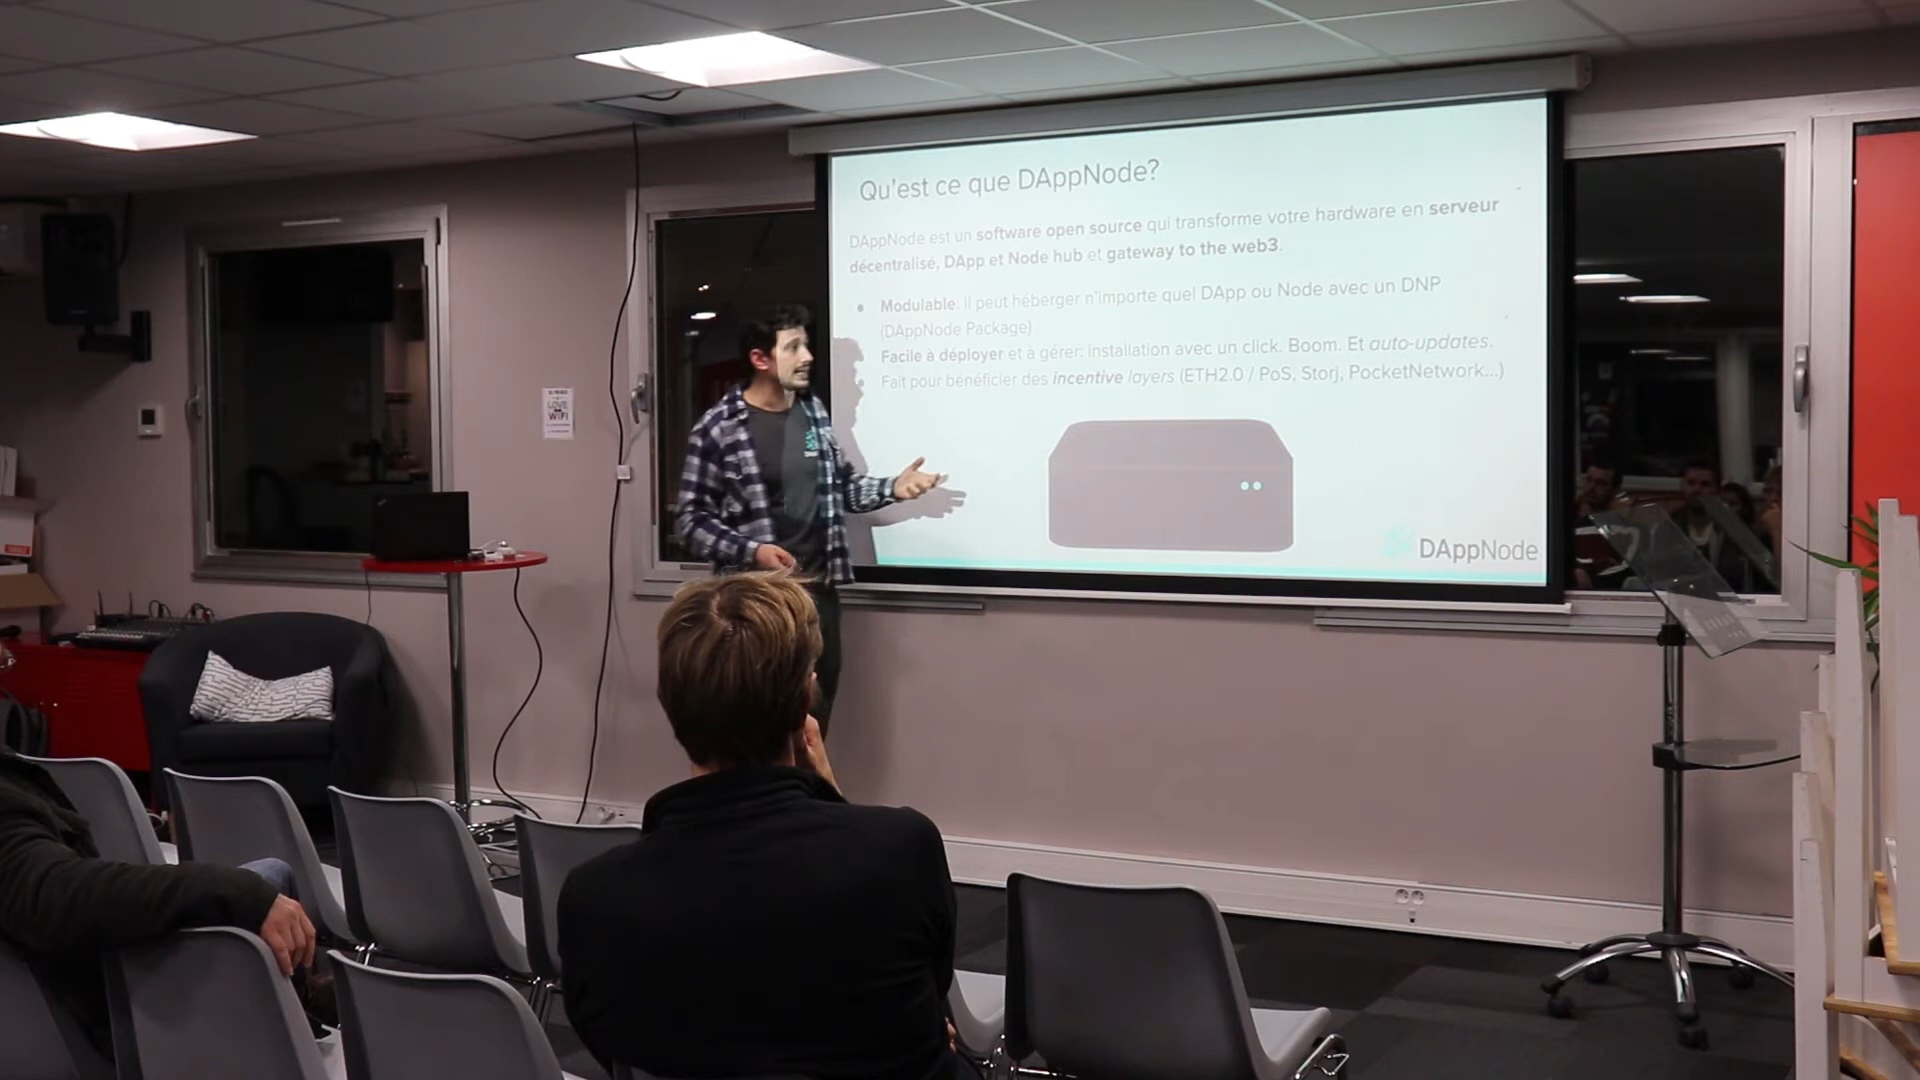 Qu'est ce que DAppNode?
DAppNode est un software open source qui transforme votre hardware en serveur
décentralisé, DApp et Node hub et gateway to the web3.
● Modulable: il peut héberger n'importe quel DApp ou Node avec un DNP
(DAppNode Package)
Facile à déployer et à gérer: installation avec un click. Boom. Et auto-updates.
● Fait pour bénéficier des incentive layers (ETH2.0 / PoS, Storj, PocketNetwork...)
DAppNode
LOVE
WIFI